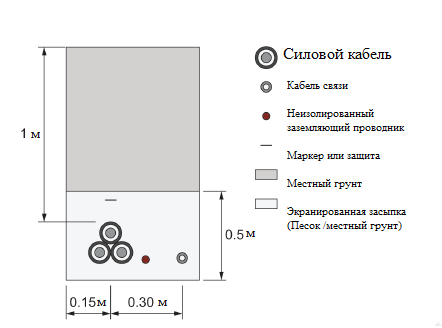 Силовой кабель
Кабель связи
Неизолированный
заземляющий проводник
Маркер или защита
Местный грунт
Экранированная засыпка
(Песок /местный грунт)
1 м
0.5м
0.15м
0.30 м